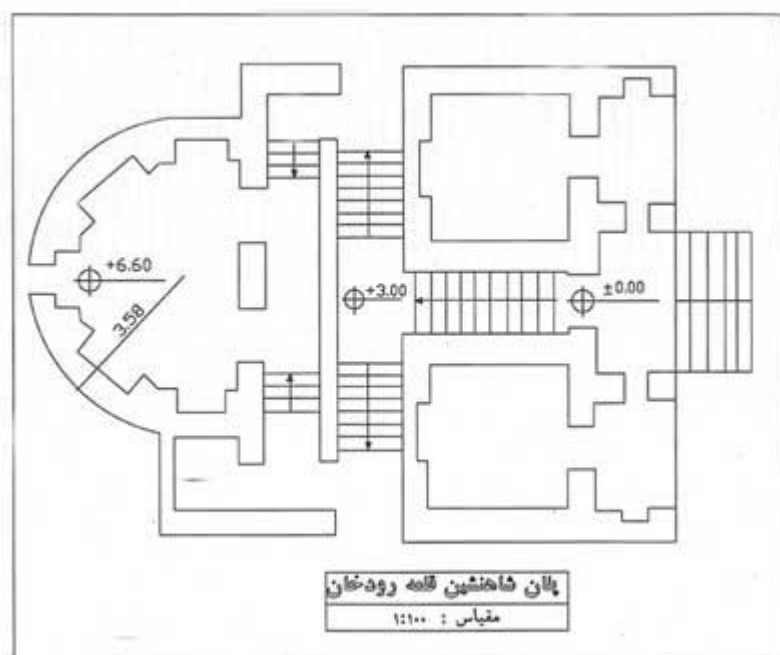 +6.60
3.58
+3.00
±0.00
پلان شاهنشین قلعه رودخان
مقیاس : ۱:۱۰۰